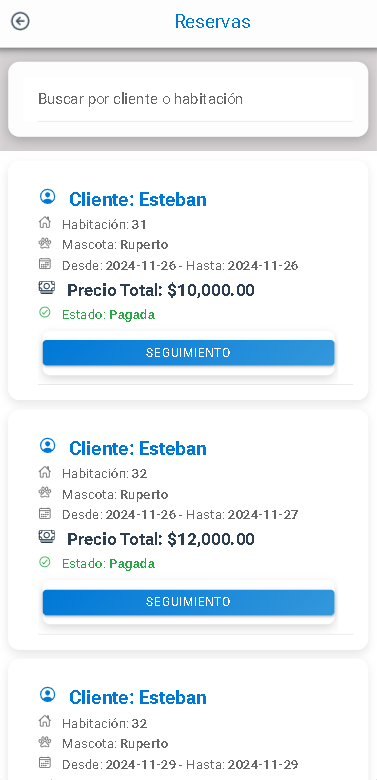 Reservas
Buscar por cliente o habitación
Cliente: Esteban
Habitación: 31
Mascota: Ruperto
Desde: 2024-11-26 - Hasta: 2024-11-26
Precio Total: $10,000.00
Estado: Pagada
SEGUIMIENTO
Cliente: Esteban
Habitación: 32
Mascota: Ruperto
Desde: 2024-11-26 - Hasta: 2024-11-27
Precio Total: $12,000.00
Estado: Pagada
SEGUIMIENTO
Cliente: Esteban
Habitación: 32
Mascota: Ruperto
Desde: 2024-11-29 - Hasta: 2024-11-29